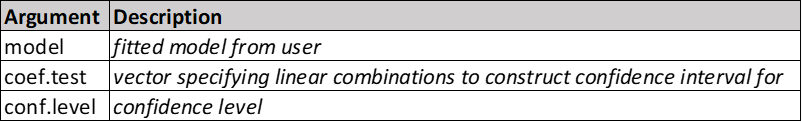 Argument Description
model fitted model from user
coef.test vector specifying linear combinations to construct confidence interval for
conf.level confidence level